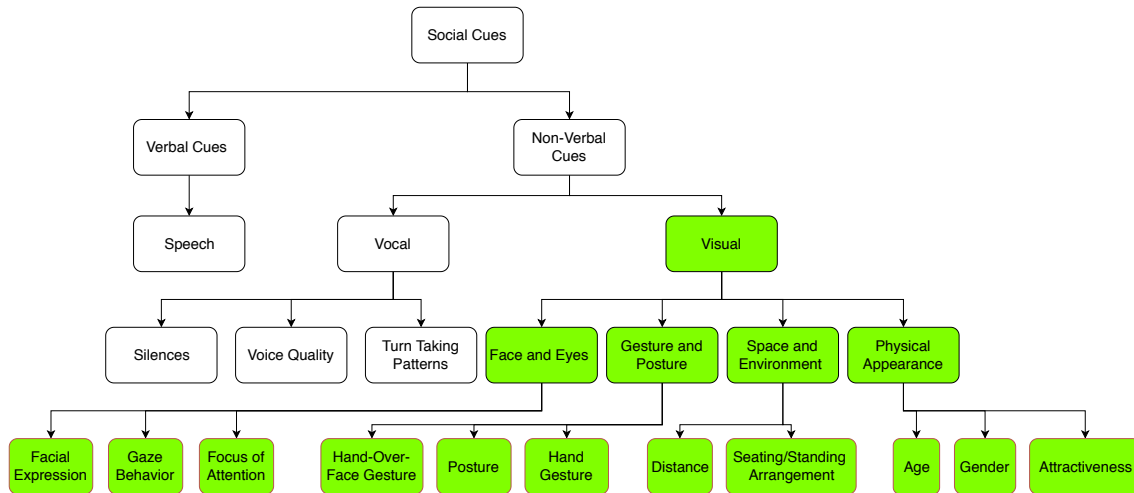 Social Cues
Verbal Cues
Non-Verbal
Cues
Speech
Vocal
Visual
Silences
Voice Quality
Turn Taking
Patterns
Face and Eyes
Gesture and
Posture
Space and
Environment
Physical
Appearance
Facial
Expression
Gaze
Behavior
Focus of
Attention
Hand-Over-
Face Gesture
Posture
Hand
Gesture
Distance
Seating/Standing
Arrangement
Age
Gender
Attractiveness